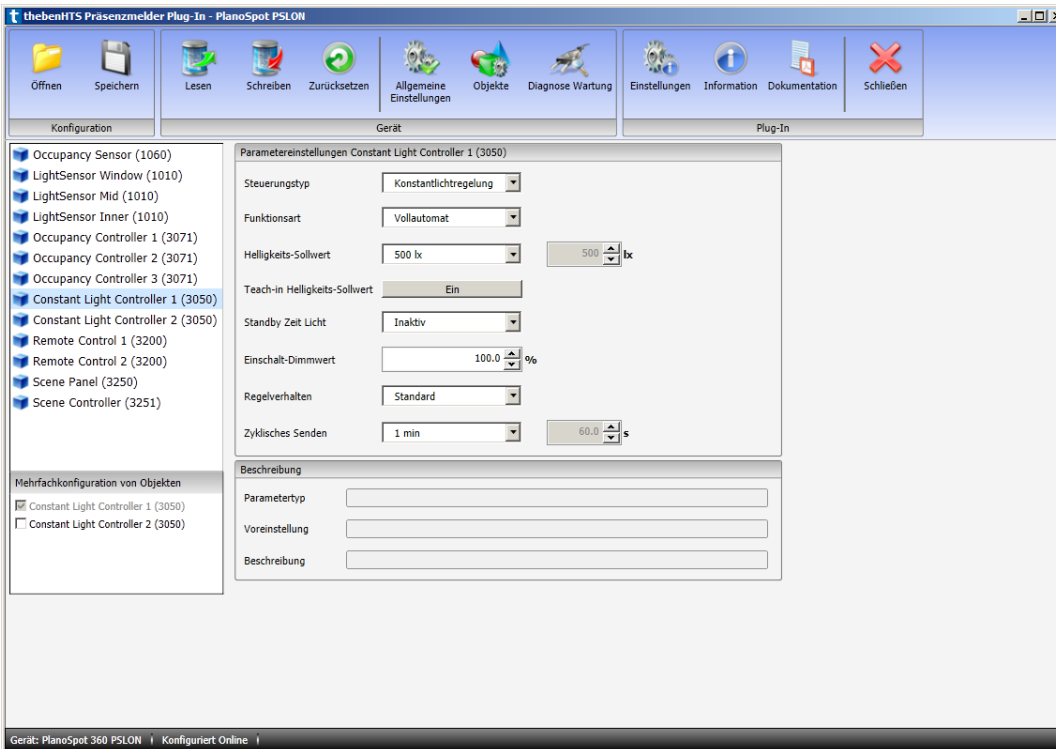 thebenHTS Präsenzmelder Plug-In - PlanoSpot PSLON
Öffnen
Speichern
Lesen
Schreiben
Zurücksetzen
Allgemeine
Einstellungen
Objekte
Diagnose Wartung
Einstellungen
Information
Dokumentation
Schließen
Konfiguration
Gerät
Plug-In
Occupancy Sensor (1060)
LightSensor Window (1010)
LightSensor Mid (1010)
LightSensor Inner (1010)
Occupancy Controller 1 (3071)
Occupancy Controller 2 (3071)
Occupancy Controller 3 (3071)
Constant Light Controller 1 (3050)
Constant Light Controller 2 (3050)
Remote Control 1 (3200)
Remote Control 2 (3200)
Scene Panel (3250)
Scene Controller (3251)
Mehrfachkonfiguration von Objekten
Constant Light Controller 1 (3050)
Constant Light Controller 2 (3050)
Parametereinstellungen Constant Light Controller 1 (3050)
Steuerungstyp Konstantlichtregelung
Funktionsart Vollautomat
Helligkeits-Sollwert 500 lx 500 lx
Teach-in Helligkeits-Sollwert Ein
Standby Zeit Licht Inaktiv
Einschalt-Dimmwert 100.0 %
Regelverhalten Standard
Zyklisches Senden 1 min 60.0 s
Beschreibung
Parametertyp
Voreinstellung
Beschreibung
Gerät: PlanoSpot 360 PSLON Konfiguriert Online